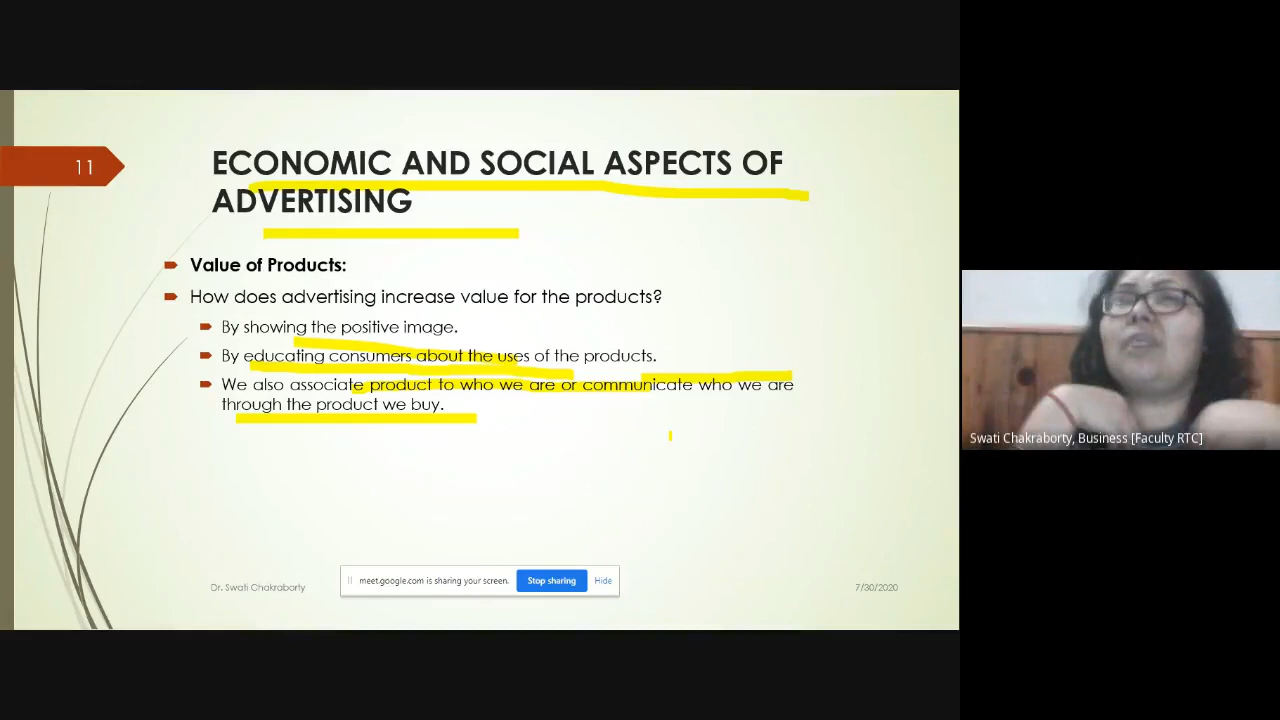 11
ECONOMIC AND SOCIAL ASPECTS OF
ADVERTISING
Value of Products:
How does advertising increase value for the products?
By showing the positive image.
By educating consumers about the uses of the products.
We also associate product to who we are or communicate who we are
through the product we buy.
Swati Chakraborty, Business [Faculty RTC]
Dr. Swati Chakraborty
meet.google.com is sharing your screen.
Stop sharing
Hide
7/30/2020